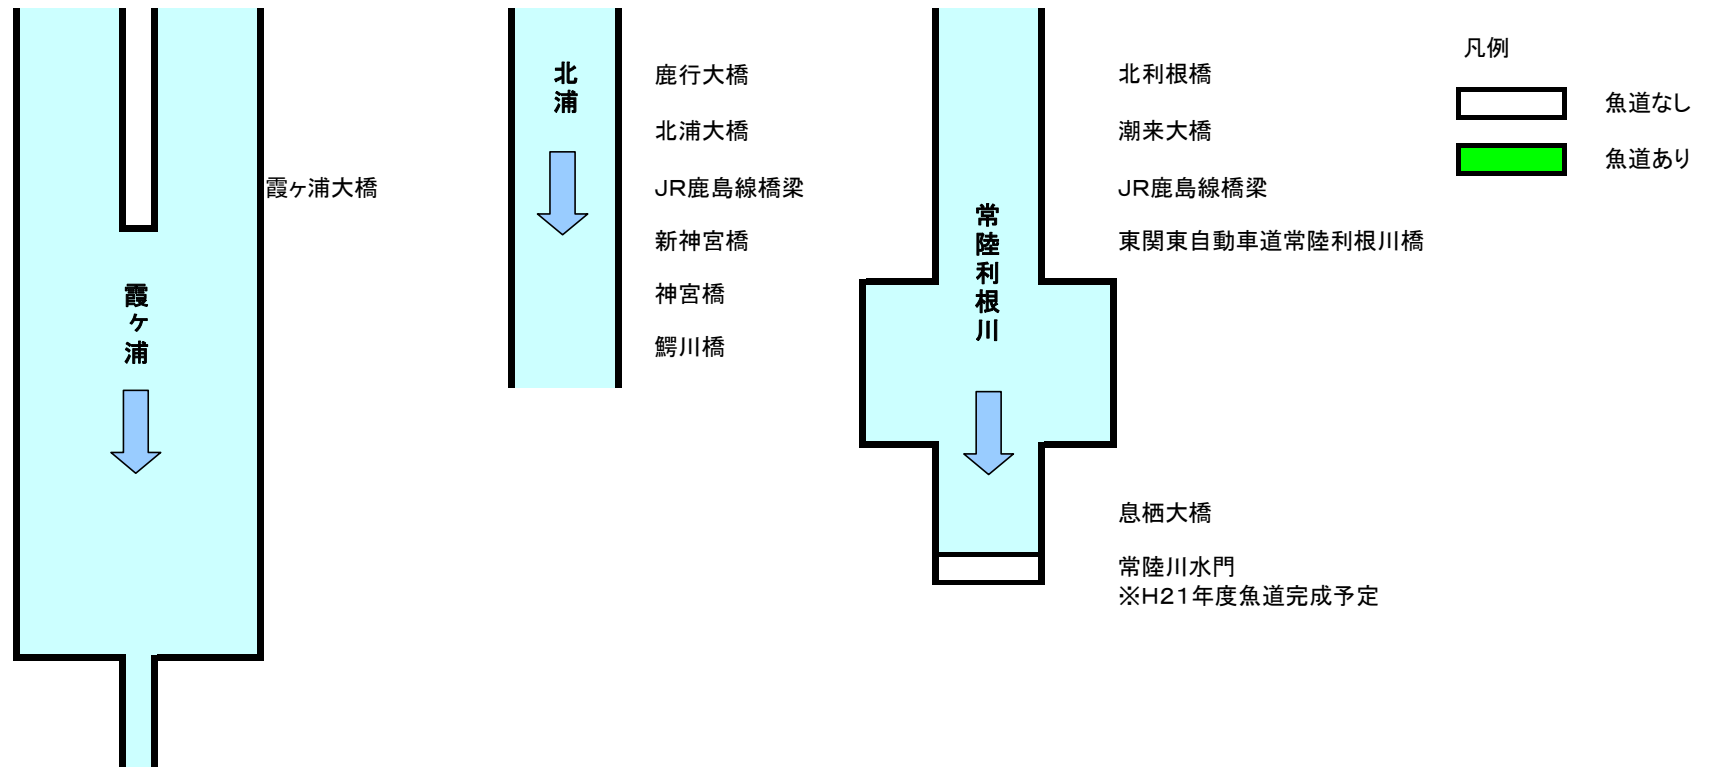 霞ヶ浦大橋
霞ヶ浦
北浦
鹿行大橋
北浦大橋
JR鹿島線橋梁
新神宮橋
神宮橋
鰐川橋
常陸利根川
北利根橋
潮来大橋
JR鹿島線橋梁
東関東自動車道常陸利根川橋
息栖大橋
常陸川水門
※H21年度魚道完成予定
凡例
魚道なし
魚道あり